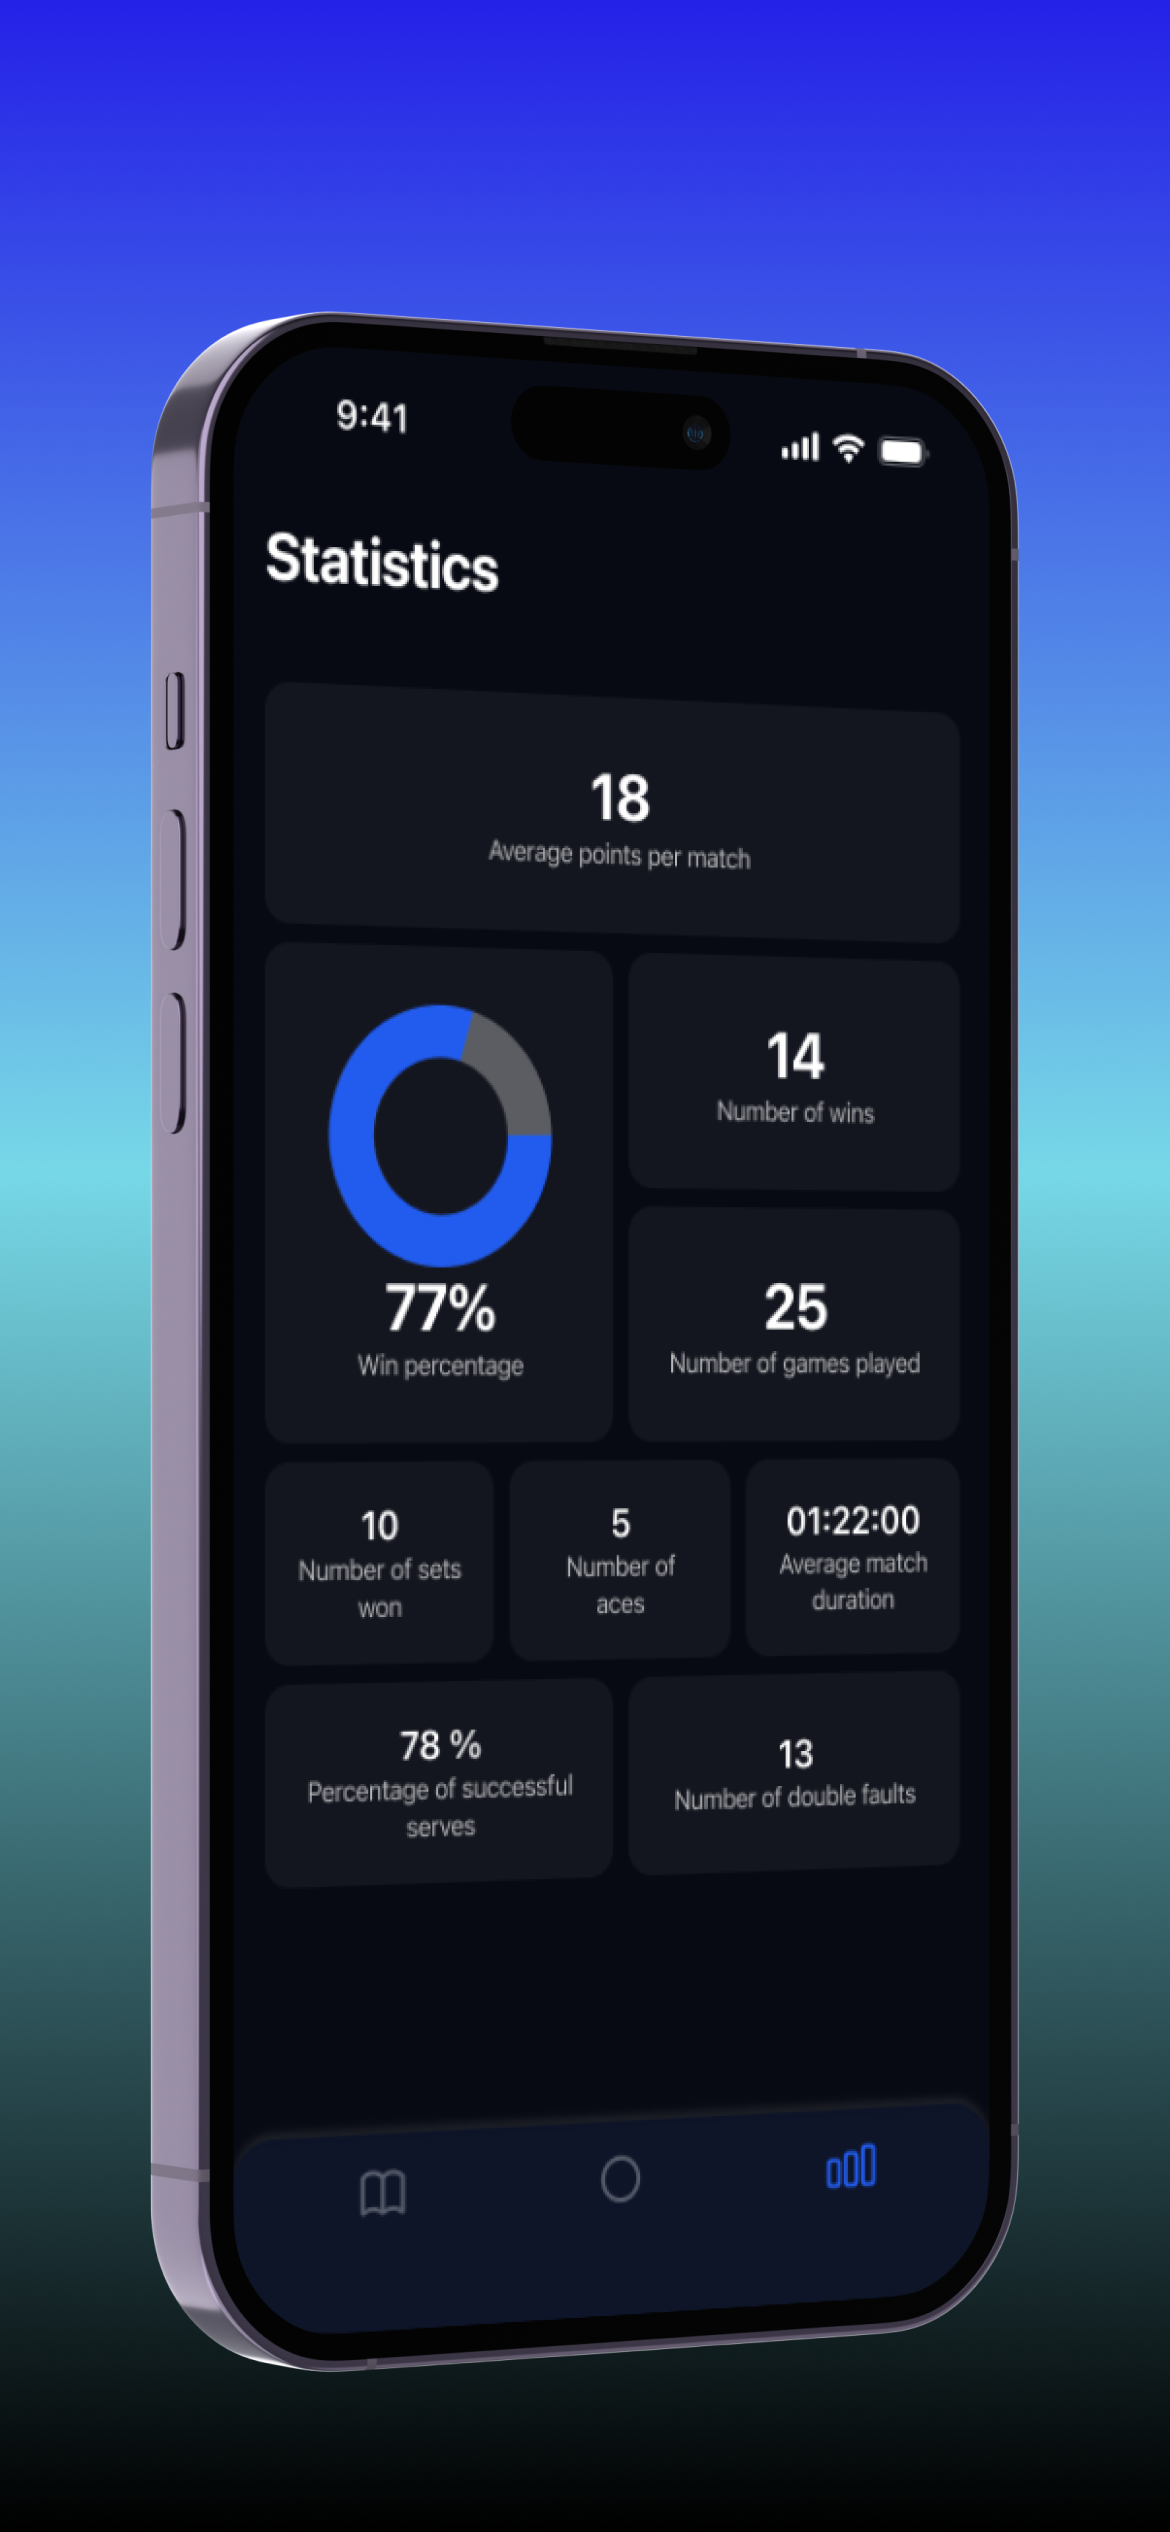 9:41
Statistics
18
Average points per match
14
Number of wins
77%
Win percentage
25
Number of games played
10
Number of sets
won
5
Number of
aces
01:22:00
Average match
duration
78 %
Percentage of successful
serves
13
Number of double faults